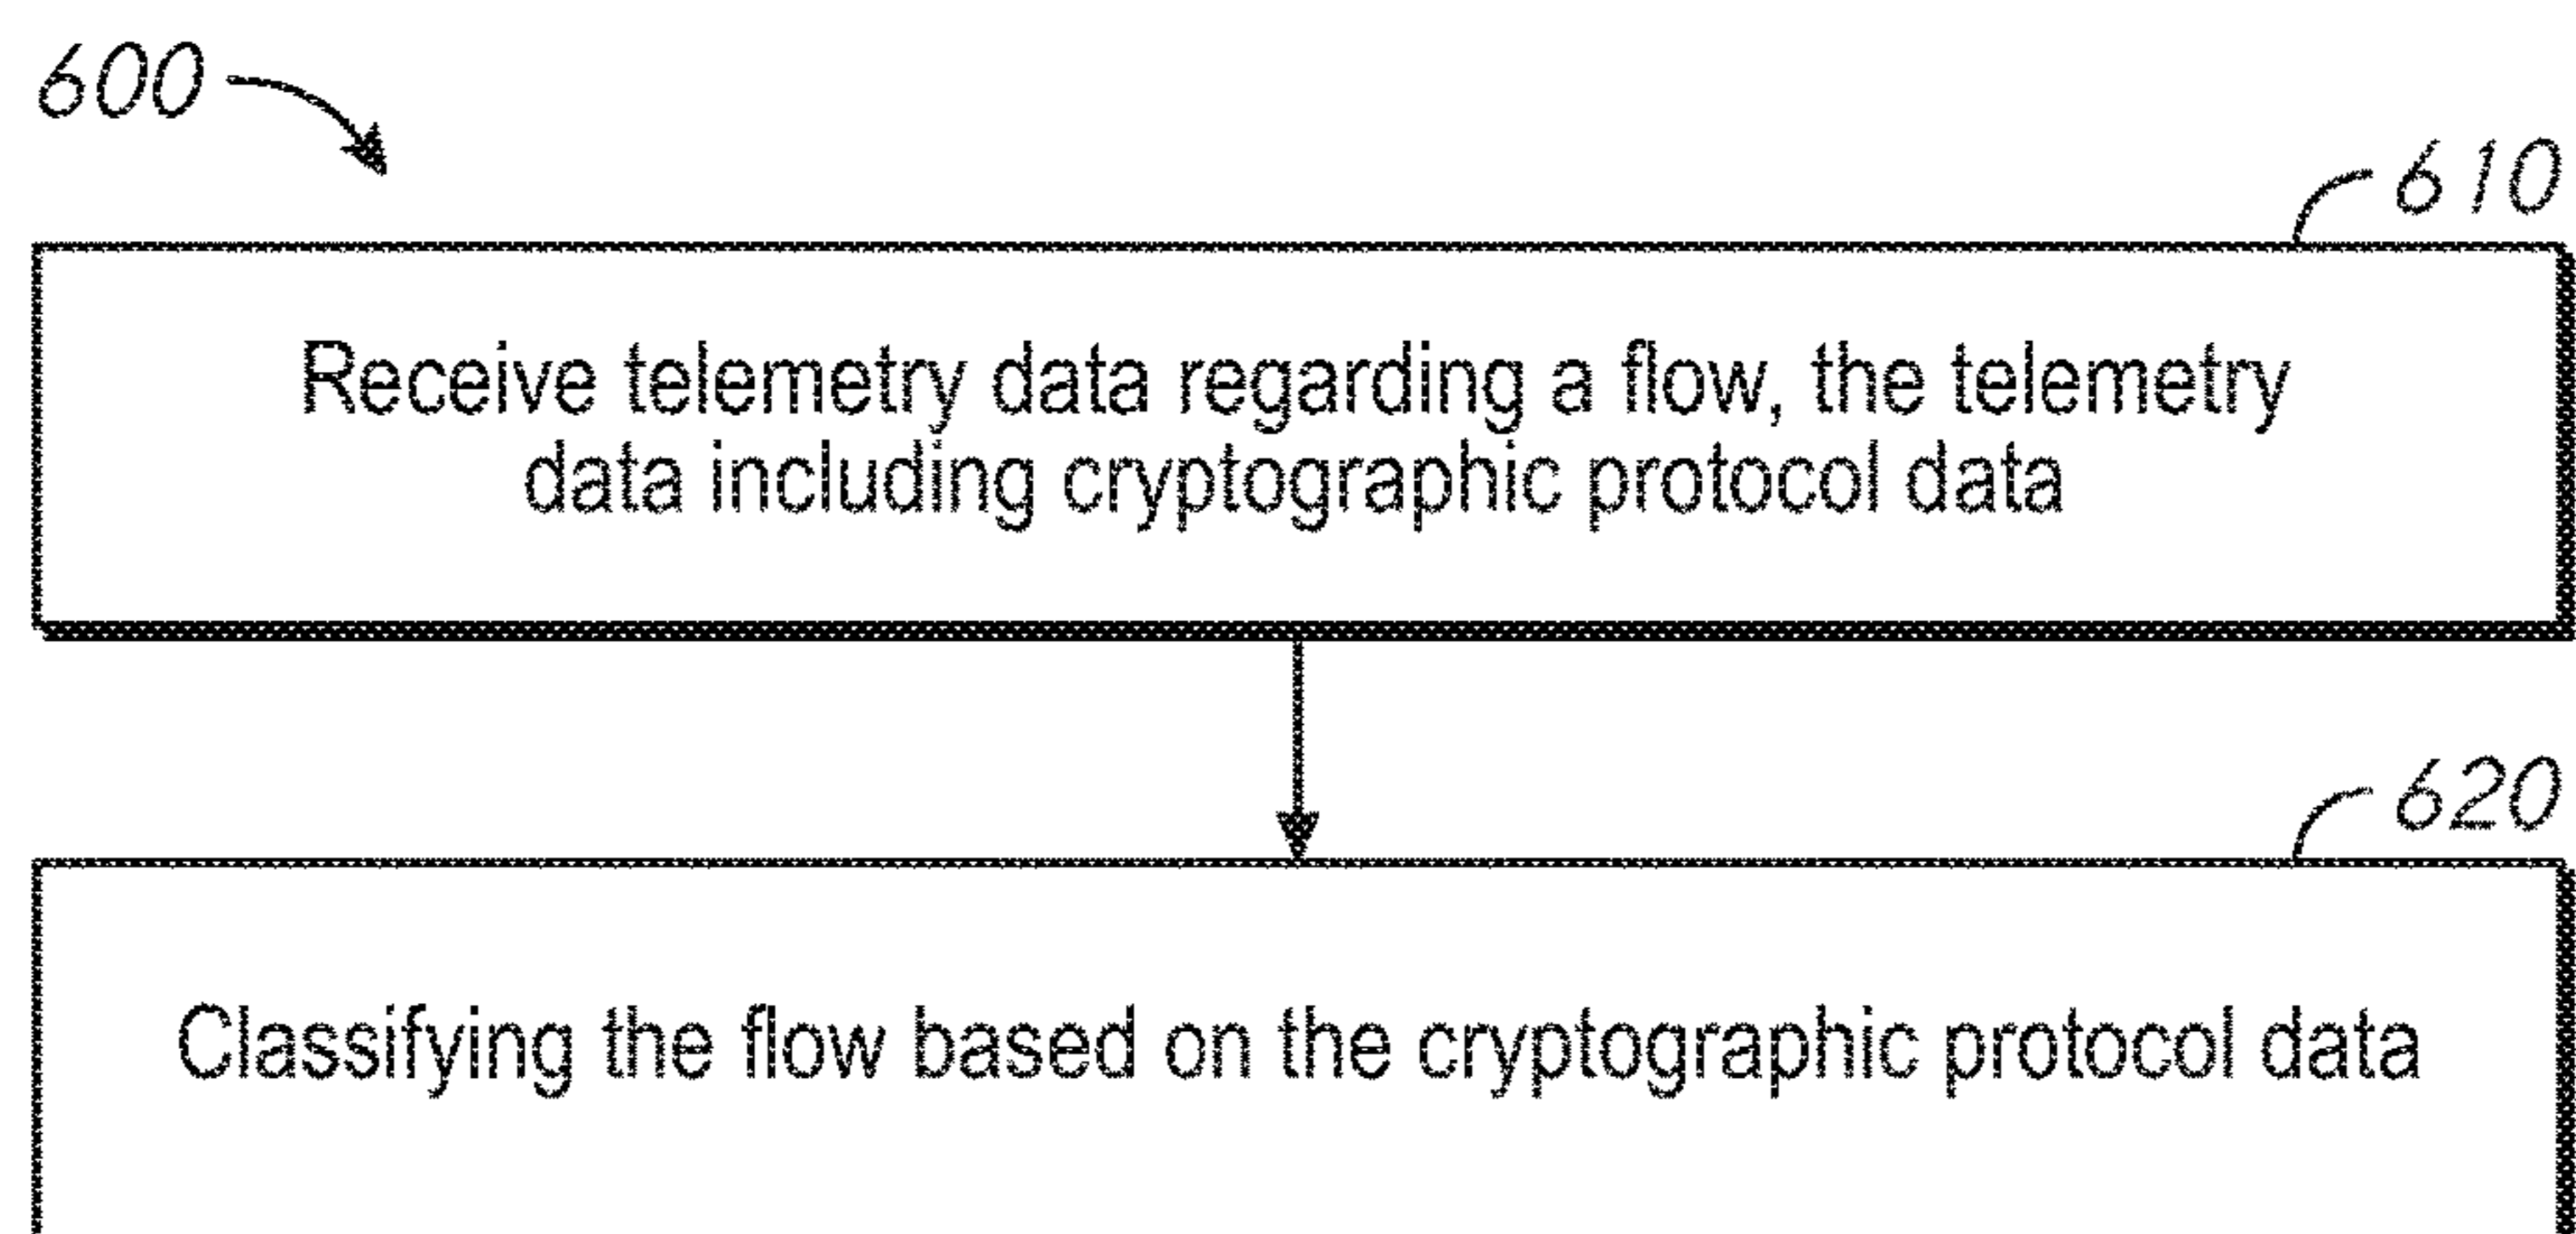 600
610
Receive telemetry data regarding a flow, the telemetry
data including cryptographic protocol data
620
Classifying the flow based on the cryptographic protocol data